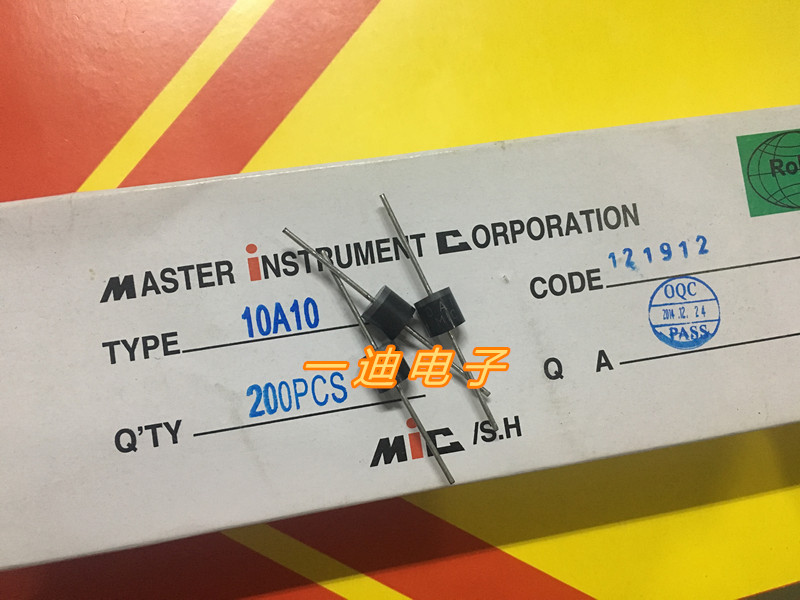 MASTER INSTRUMENT CORPORATION
TYPE 10A10
CODE 121912
OQC
2014.12.24
PASS
Q'TY 200PCS
Q A
MIC /S.H
一迪电子